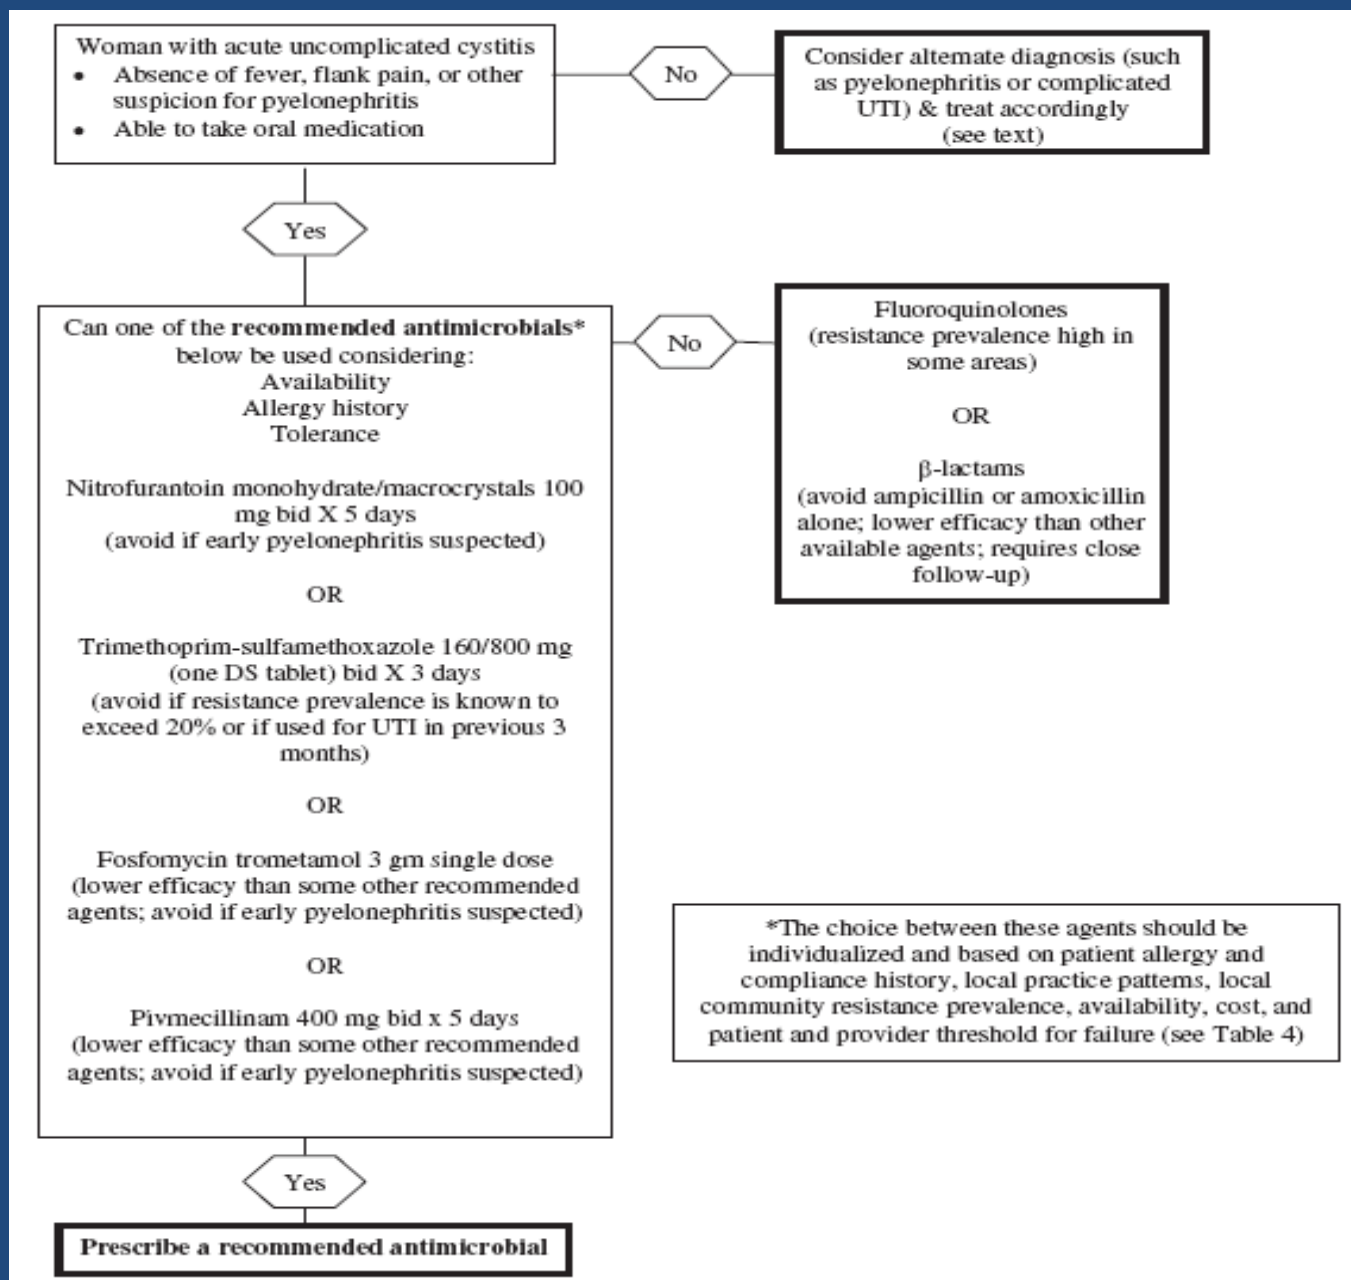 Woman with acute uncomplicated cystitis
• Absence of fever, flank pain, or other
suspicion for pyelonephritis
• Able to take oral medication
No
Consider alternate diagnosis (such
as pyelonephritis or complicated
UTI) & treat accordingly
(see text)
Yes
Can one of the recommended antimicrobials*
below be used considering:
Availability
Allergy history
Tolerance
Nitrofurantoin monohydrate/macrocrystals 100
mg bid X 5 days
(avoid if early pyelonephritis suspected)
OR
Trimethoprim-sulfamethoxazole 160/800 mg
(one DS tablet) bid X 3 days
(avoid if resistance prevalence is known to
exceed 20% or if used for UTI in previous 3
months)
OR
Fosfomycin trometamol 3 gm single dose
(lower efficacy than some other recommended
agents; avoid if early pyelonephritis suspected)
OR
Pivmecillinam 400 mg bid x 5 days
(lower efficacy than some other recommended
agents; avoid if early pyelonephritis suspected)
No
Fluoroquinolones
(resistance prevalence high in
some areas)
OR
β-lactams
(avoid ampicillin or amoxicillin
alone; lower efficacy than other
available agents; requires close
follow-up)
*The choice between these agents should be
individualized and based on patient allergy and
compliance history, local practice patterns, local
community resistance prevalence, availability, cost, and
patient and provider threshold for failure (see Table 4)
Yes
Prescribe a recommended antimicrobial